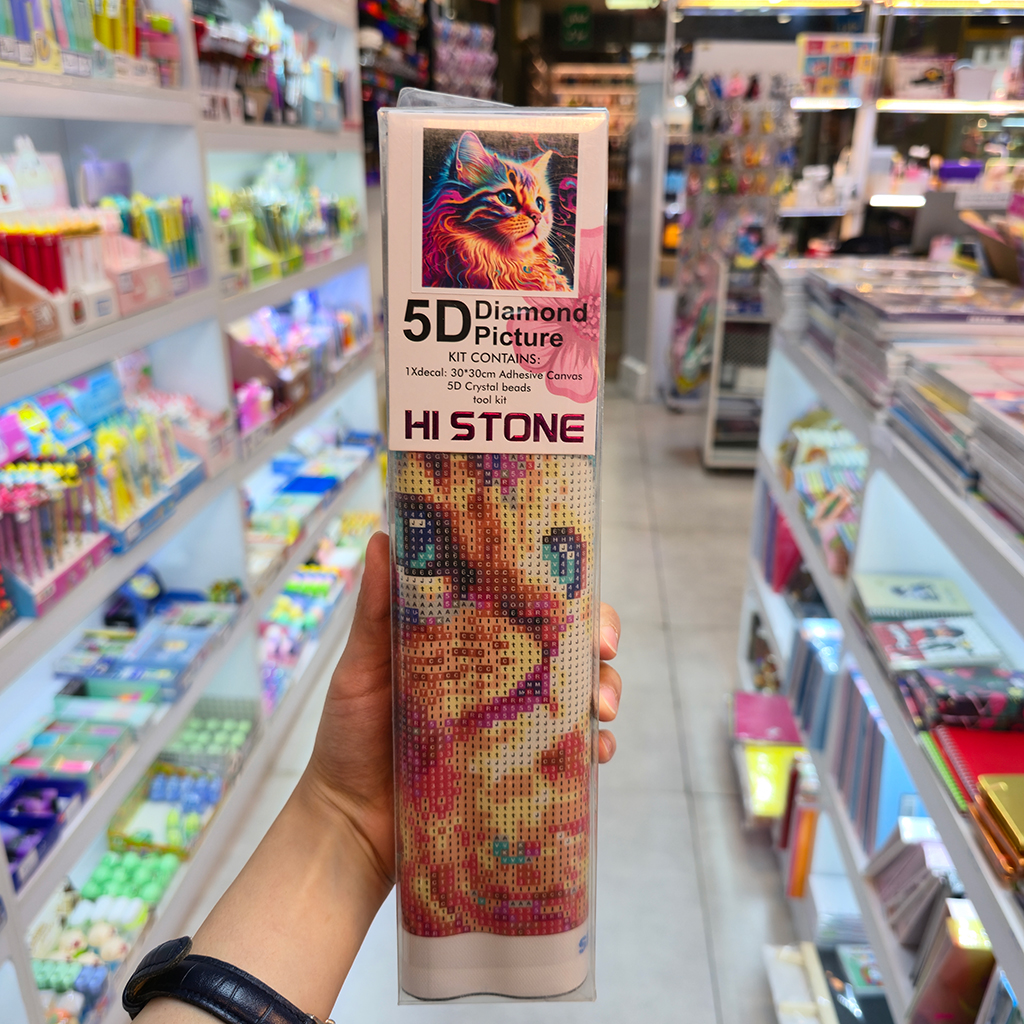 5D Diamond
Picture
KIT CONTAINS:
1Xdecal: 30*30cm Adhesive Canvas
5D Crystal beads
tool kit
HI STONE